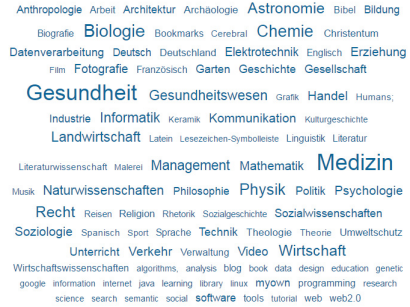 Anthropologie Arbeit Architektur Archäologie Astronomie Bibel Bildung
Biografie Biologie Bookmarks Cerebral Chemie Christentum
Datenverarbeitung Deutsch Deutschland Elektrotechnik Englisch Erziehung
Film Fotografie Französisch Garten Geschichte Gesellschaft
Gesundheit Gesundheitswesen Grafik Handel Humans;
Industrie Informatik Keramik Kommunikation Kulturgeschichte
Landwirtschaft Latein Lesezeichen-Symbolleiste Linguistik Literatur
Literaturwissenschaft Malerei Management Mathematik Medizin
Musik Naturwissenschaften Philosophie Physik Politik Psychologie
Recht Reisen Religion Rhetorik Sozialgeschichte Sozialwissenschaften
Soziologie Spanisch Sport Sprache Technik Theologie Theorie Umweltschutz
Unterricht Verkehr Verwaltung Video Wirtschaft
Wirtschaftswissenschaften algorithms, analysis blog book data design education genetic
google information internet java learning library linux myown programming research
science search semantic social software tools tutorial web web2.0